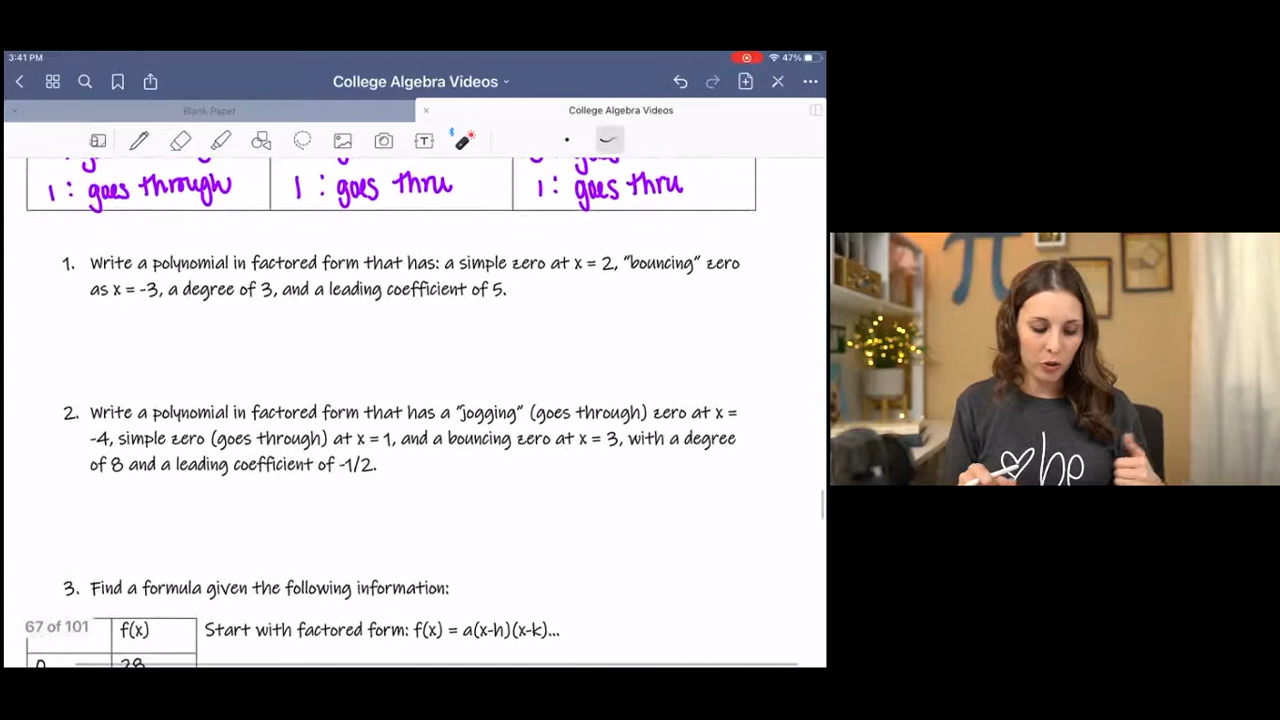 3:41 PM
47%
College Algebra Videos
Blank Paper
College Algebra Videos
1 : goes through
1 : goes thru
1 : goes thru
1. Write a polynomial in factored form that has: a simple zero at x = 2, "bouncing" zero
as x = -3, a degree of 3, and a leading coefficient of 5.
2. Write a polynomial in factored form that has a "jogging" (goes through) zero at x =
-4, simple zero (goes through) at x = 1, and a bouncing zero at x = 3, with a degree
of 8 and a leading coefficient of -1/2.
3. Find a formula given the following information:
67 of 101
f(x)
Start with factored form: f(x) = a(x-h)(x-k)...
0
28
be